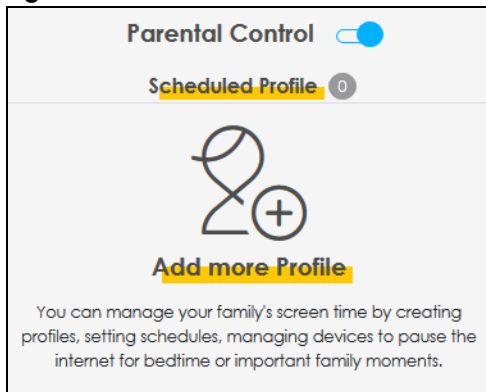 Parental Control
Scheduled Profile 0
Add more Profile
You can manage your family's screen time by creating
profiles, setting schedules, managing devices to pause the
internet for bedtime or important family moments.